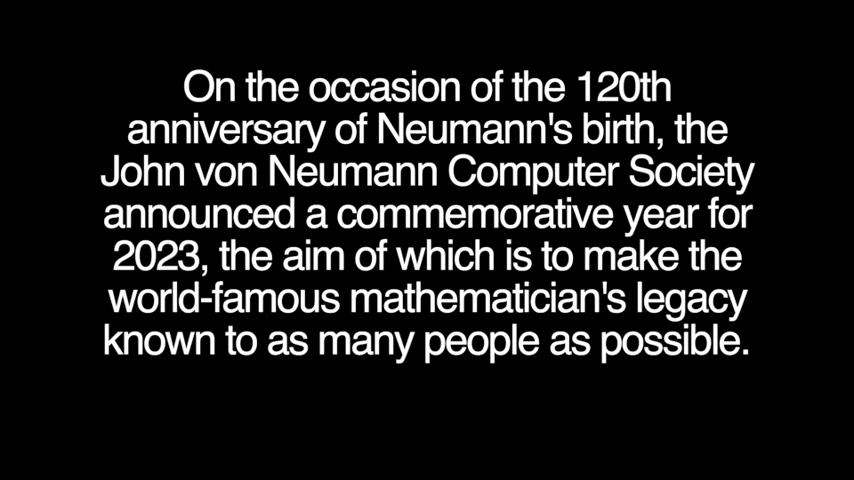 On the occasion of the 120th
anniversary of Neumann's birth, the
John von Neumann Computer Society
announced a commemorative year for
2023, the aim of which is to make the
world-famous mathematician's legacy
known to as many people as possible.